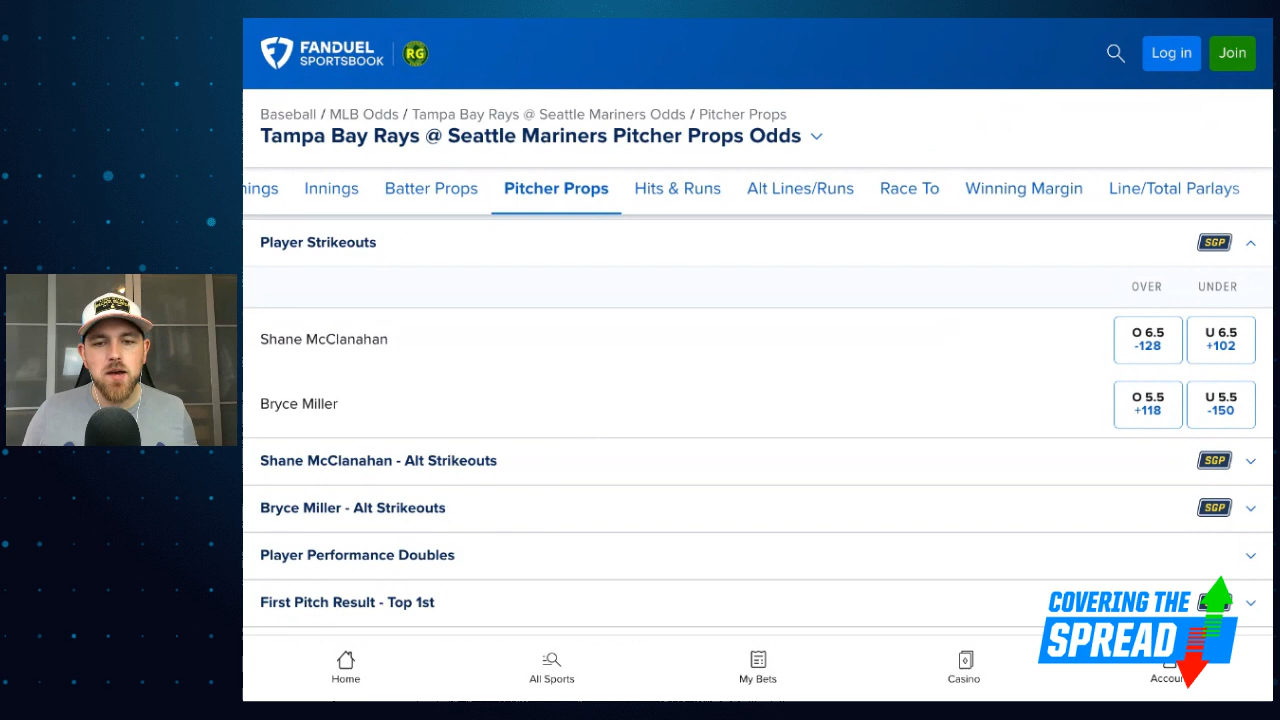 FANDUEL
SPORTSBOOK
RG
Log in
Join
Baseball / MLB Odds / Tampa Bay Rays @ Seattle Mariners Odds / Pitcher Props
Tampa Bay Rays @ Seattle Mariners Pitcher Props Odds
nings Innings Batter Props Pitcher Props Hits & Runs Alt Lines/Runs Race To Winning Margin Line/Total Parlays
Player Strikeouts SGP
OVER UNDER
Shane McClanahan
O 6.5 U 6.5
-128 +102
Bryce Miller
O 5.5 U 5.5
+118 -150
Shane McClanahan - Alt Strikeouts SGP
Bryce Miller - Alt Strikeouts SGP
Player Performance Doubles
First Pitch Result - Top 1st
COVERING THE
SPREAD
Home All Sports My Bets Casino Accou